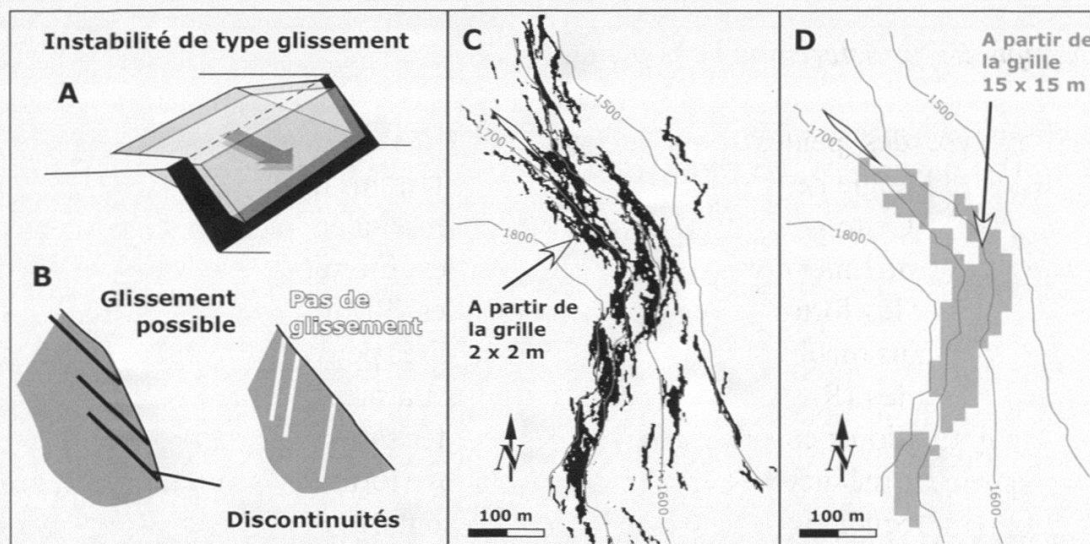 Instabilité de type glissement
A
B
Glissement
possible
Pas de
glissement
Discontinuités
C
1500
1700
1800
A partir de
la grille
2 x 2 m
N
1600
100 m
D
A partir de
la grille
15 x 15 m
1500
1700
1800
N
1600
100 m